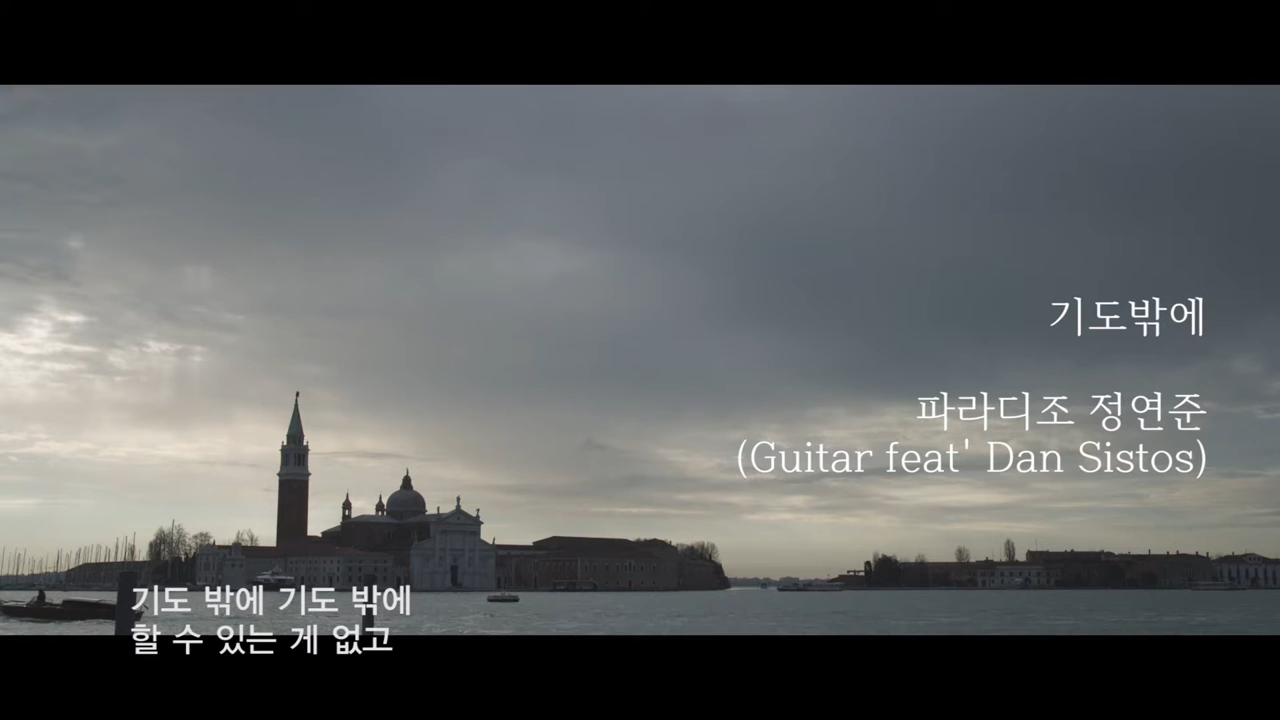 기도밖에
파라디조 정연준
(Guitar feat' Dan Sistos)
기도 밖에 기도 밖에
할 수 있는 게 없고